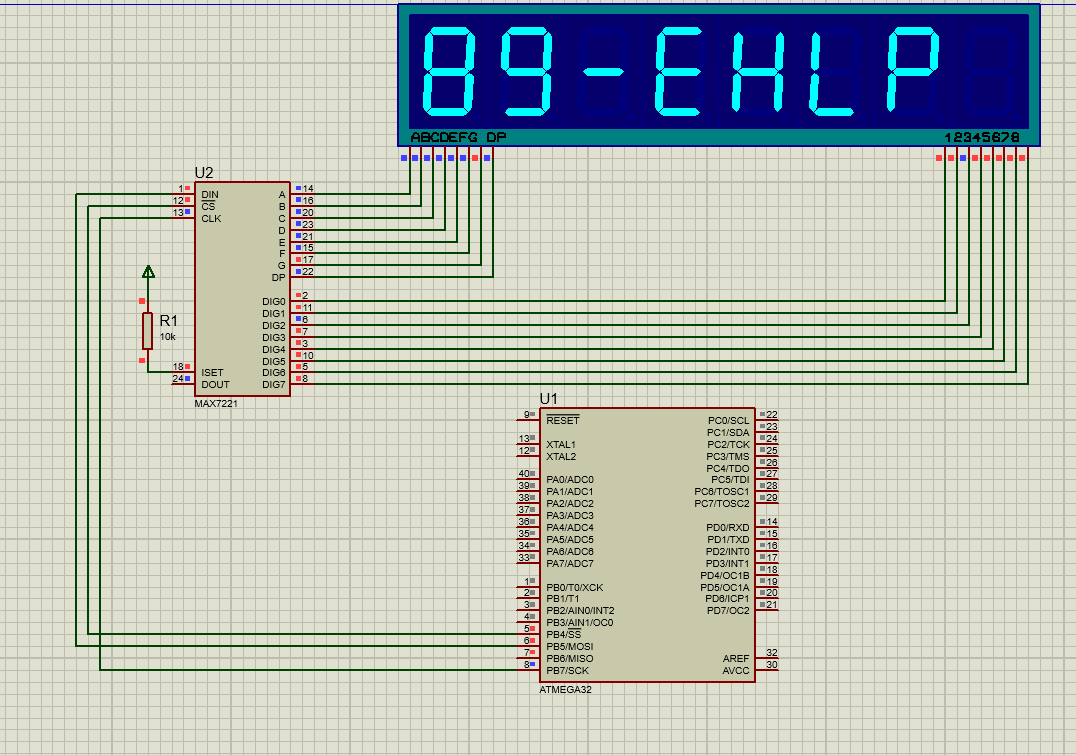 89-EHLP
ABCDEFG DP
12345678
U2
1 DIN A 14
12 CS B 16
13 CLK C 20
D 23
E 21
F 15
G 17
DP 22
DIG0 2
DIG1 11
DIG2 6
DIG3 7
DIG4 3
DIG5 10
18 ISET DIG6 5
24 DOUT DIG7 8
MAX7221
R1
10k
U1
9 RESET PC0/SCL 22
PC1/SDA 23
13 XTAL1 PC2/TCK 24
12 XTAL2 PC3/TMS 25
PC4/TDO 26
40 PA0/ADC0 PC5/TDI 27
39 PA1/ADC1 PC6/TOSC1 28
38 PA2/ADC2 PC7/TOSC2 29
37 PA3/ADC3
36 PA4/ADC4 PD0/RXD 14
35 PA5/ADC5 PD1/TXD 15
34 PA6/ADC6 PD2/INT0 16
33 PA7/ADC7 PD3/INT1 17
PD4/OC1B 18
1 PB0/T0/XCK PD5/OC1A 19
2 PB1/T1 PD6/ICP1 20
3 PB2/AIN0/INT2 PD7/OC2 21
4 PB3/AIN1/OC0
5 PB4/SS
6 PB5/MOSI
7 PB6/MISO AREF 32
8 PB7/SCK AVCC 30
ATMEGA32